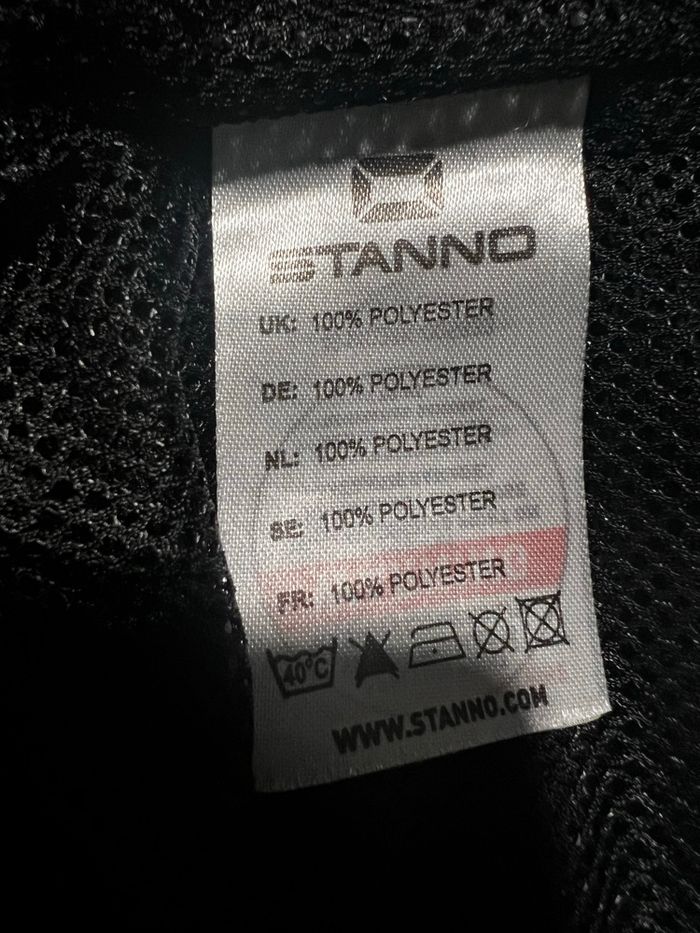 STANNO
UK: 100% POLYESTER
DE: 100% POLYESTER
NL: 100% POLYESTER
SE: 100% POLYESTER
FR: 100% POLYESTER
40°C
WWW.STANNO.COM